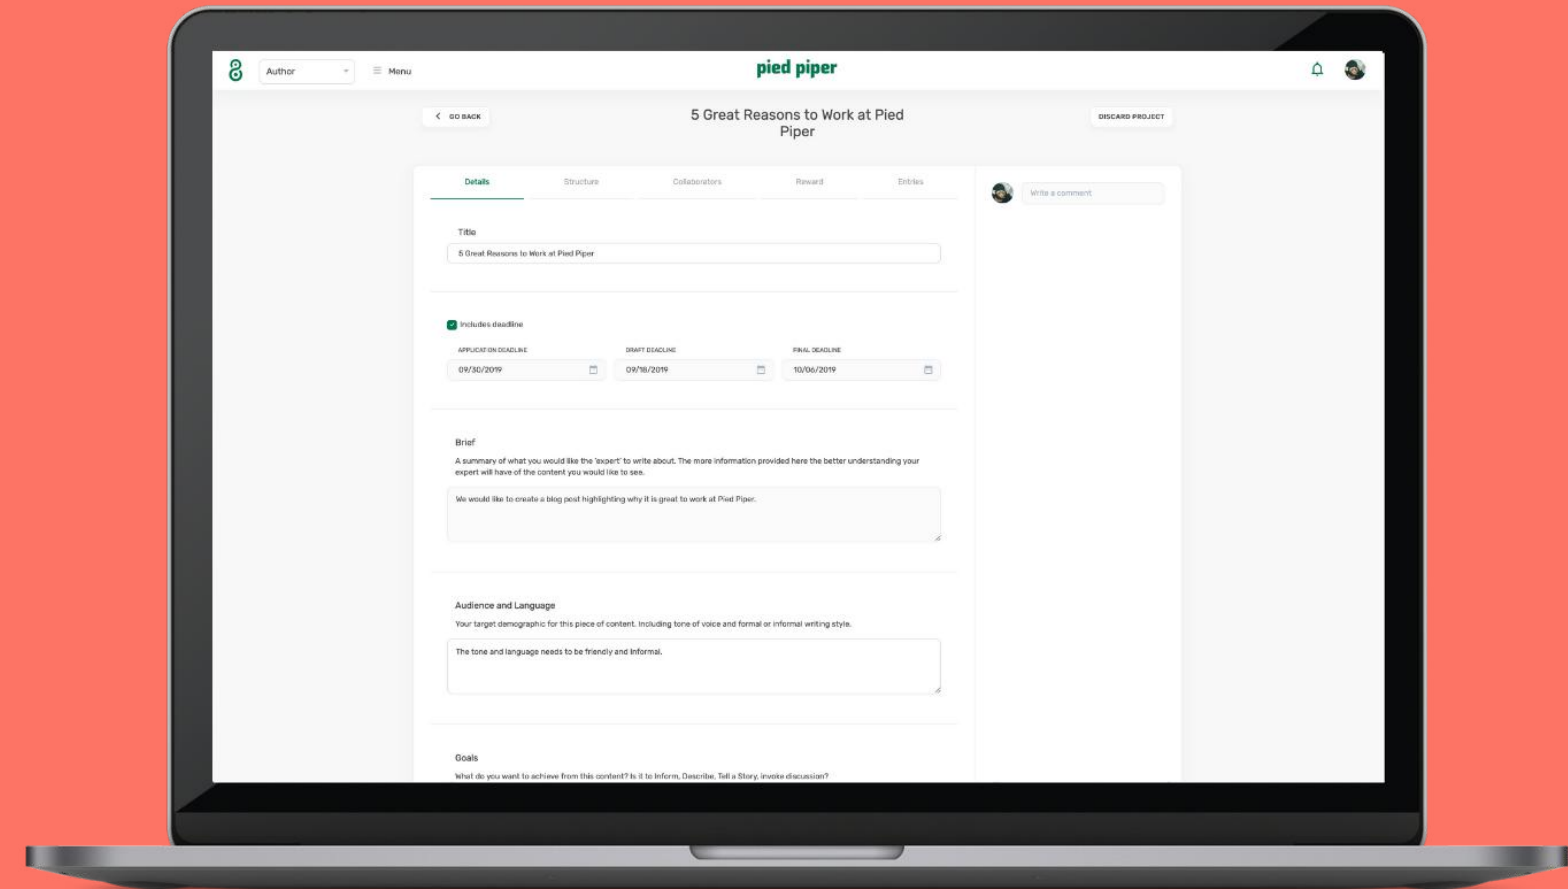 Author
Menu
pied piper
GO BACK
5 Great Reasons to Work at Pied
Piper
DISCARD PROJECT
Details
Structure
Collaborators
Reward
Entries
Write a comment
Title
5 Great Reasons to Work at Pied Piper
Includes deadline
APPLICATION DEADLINE
DRAFT DEADLINE
FINAL DEADLINE
09/30/2019
09/18/2019
10/06/2019
Brief
A summary of what you would like the 'expert' to write about. The more information provided here the better understanding your
expert will have of the content you would like to see.
We would like to create a blog post highlighting why it is great to work at Pied Piper.
Audience and Language
Your target demographic for this piece of content. Including tone of voice and formal or informal writing style.
The tone and language needs to be friendly and Informal.
Goals
What do you want to achieve from this content? Is it to Inform, Describe, Tell a Story, invoke discussion?